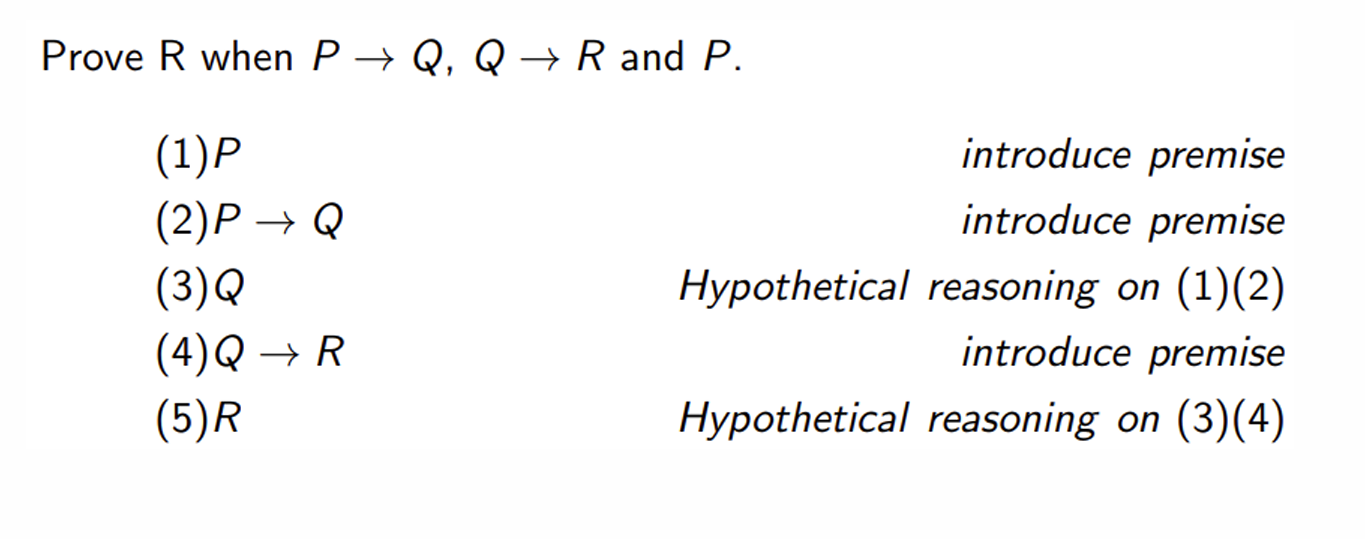 Prove R when P → Q, Q → R and P.
(1)P introduce premise
(2)P → Q introduce premise
(3)Q Hypothetical reasoning on (1)(2)
(4)Q → R introduce premise
(5)R Hypothetical reasoning on (3)(4)